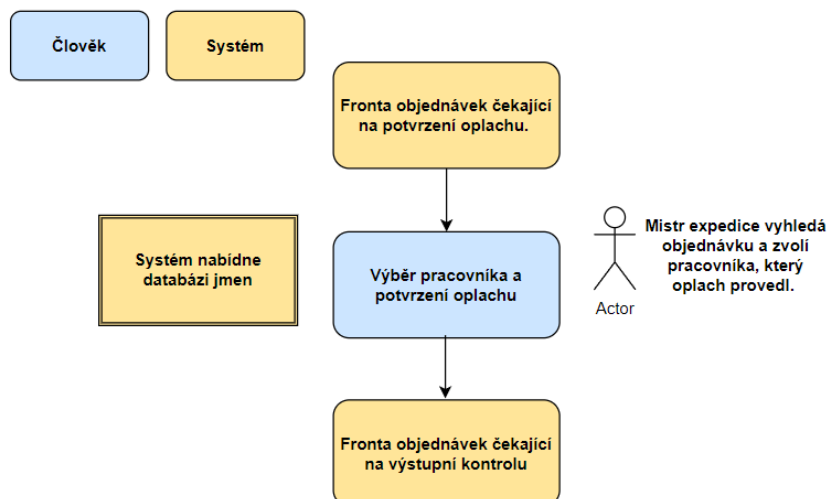 Člověk
Systém
Fronta objednávek čekající
na potvrzení oplachu.
Systém nabídne
databázi jmen
Výběr pracovníka a
potvrzení oplachu
Mistr expedice vyhledá
objednávku a zvolí
pracovníka, který
oplach provedl.
Actor
Fronta objednávek čekající
na výstupní kontrolu